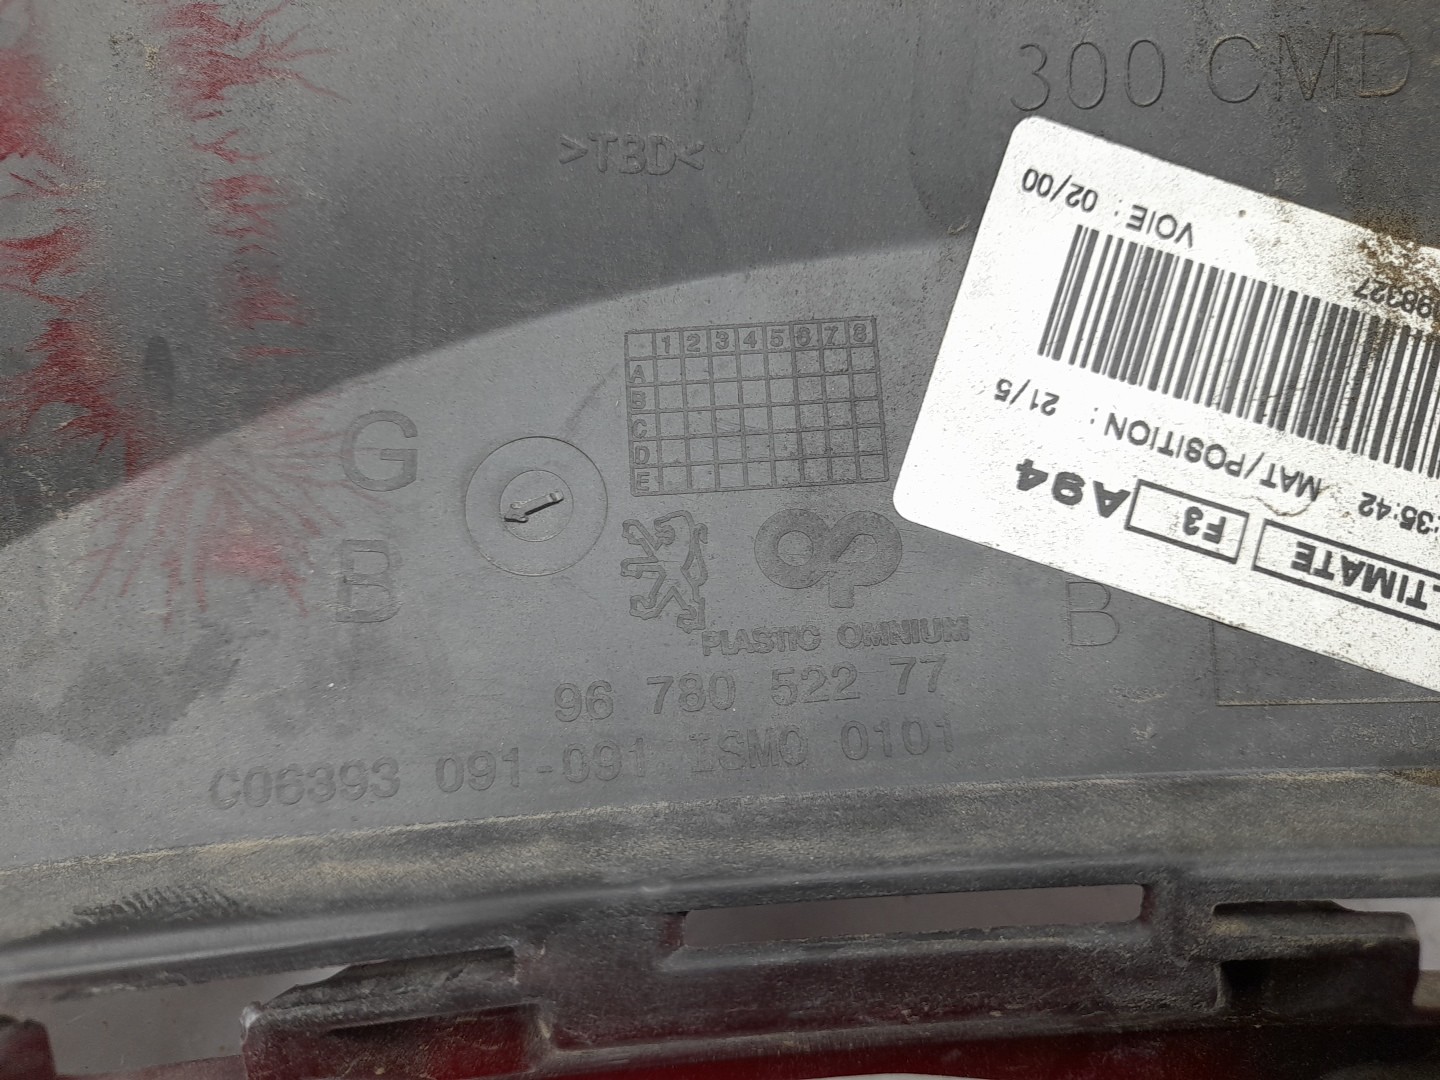 300 CMD
>TBD<
VOIE : 02/00
98327
MAT/POSITION : 21/5
:35:42
A94
F3
LTIMATE
1 2 3 4 5 6 7 8
A
B
C
D
E
G
B
B
PLASTIC OMNIUM
96 780 522 77
C06393 091-091 ISMO 0101